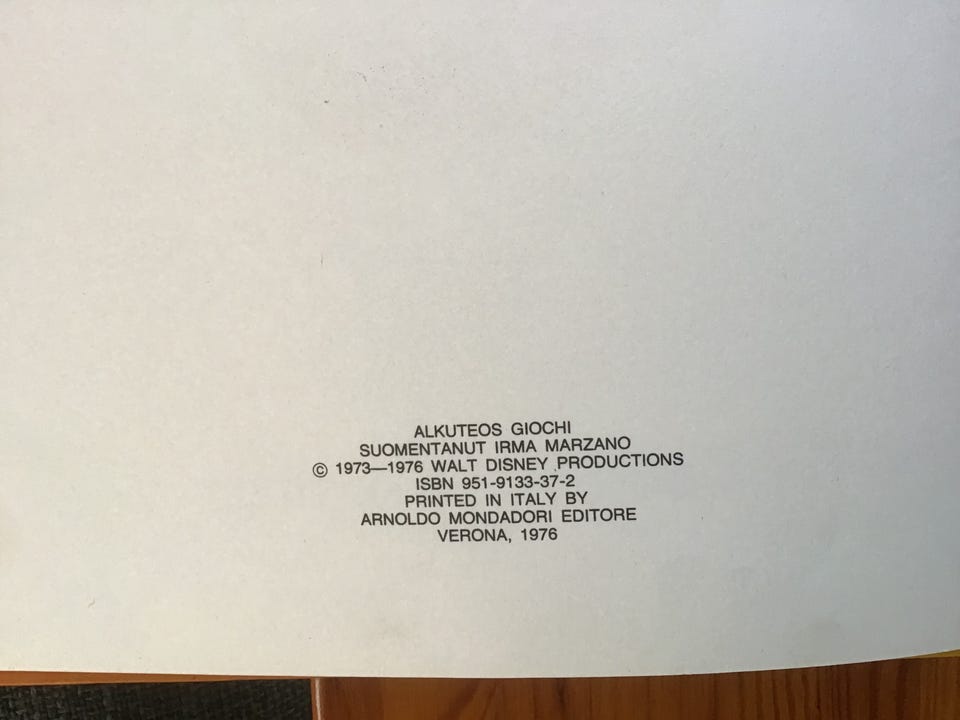 ALKUTEOS GIOCHI
SUOMENTANUT IRMA MARZANO
© 1973—1976 WALT DISNEY PRODUCTIONS
ISBN 951-9133-37-2
PRINTED IN ITALY BY
ARNOLDO MONDADORI EDITORE
VERONA, 1976